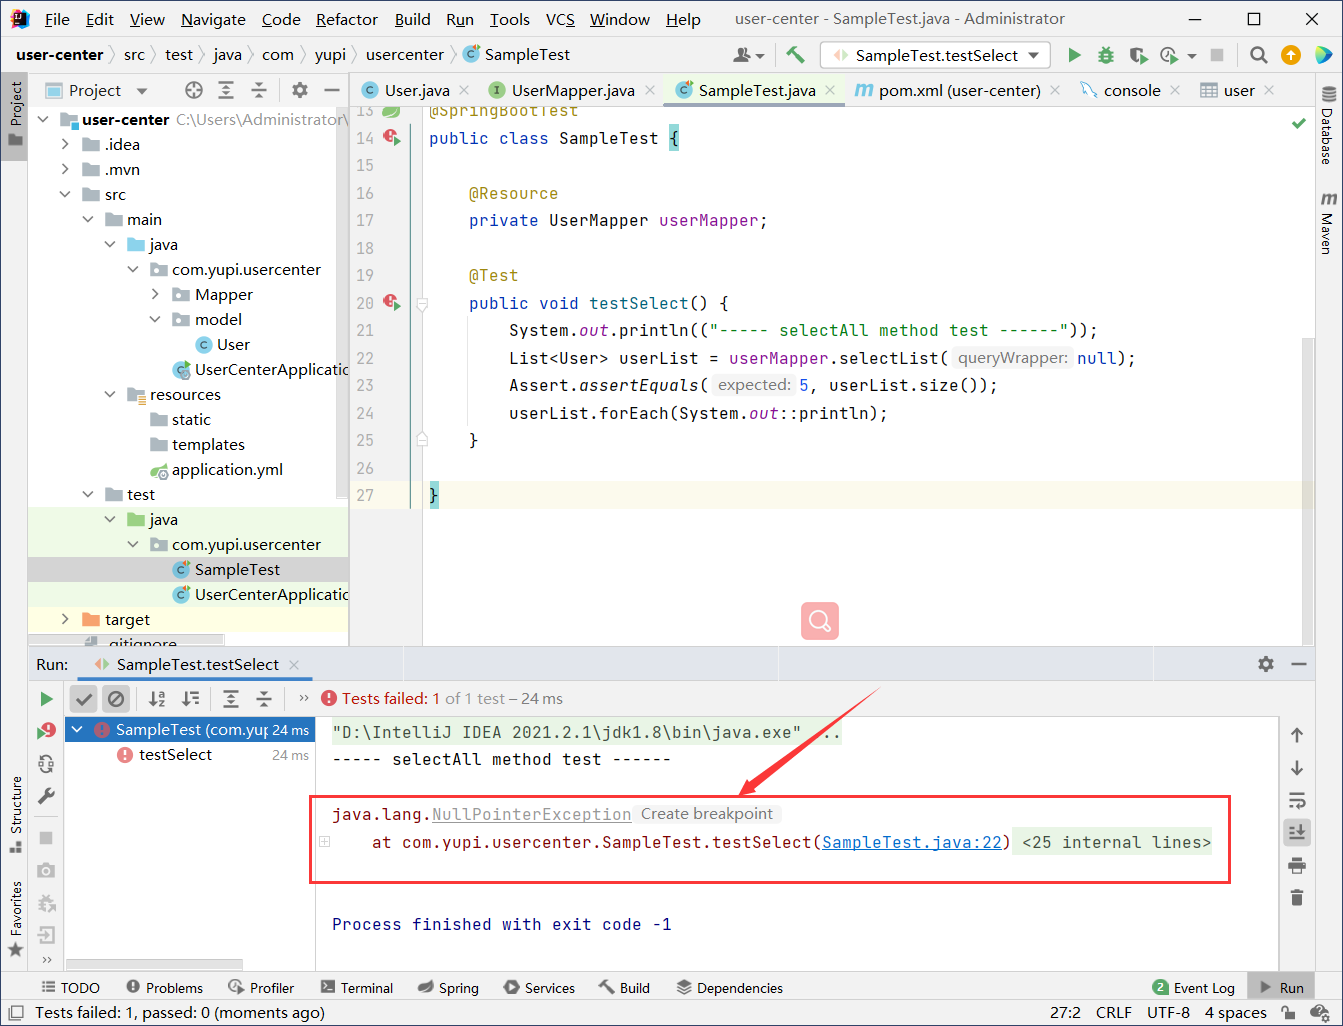 File Edit View Navigate Code Refactor Build Run Tools VCS Window Help user-center - SampleTest.java - Administrator
user-center src test java com yupi usercenter SampleTest SampleTest.testSelect
Project User.java UserMapper.java SampleTest.java pom.xml (user-center) console user
Project
user-center C:\Users\Administrator\
.idea
.mvn
src
main
java
com.yupi.usercenter
Mapper
model
User
UserCenterApplicatic
resources
static
templates
application.yml
test
java
com.yupi.usercenter
SampleTest
UserCenterApplicatic
target
.gitignore
13 @SpringBootTest
14 public class SampleTest {
15
16 @Resource
17 private UserMapper userMapper;
18
19 @Test
20 public void testSelect() {
21 System.out.println(("----- selectAll method test ------"));
22 List<User> userList = userMapper.selectList( queryWrapper: null);
23 Assert.assertEquals( expected: 5, userList.size());
24 userList.forEach(System.out::println);
25 }
26
27 }
Database
Maven
Run: SampleTest.testSelect
Tests failed: 1 of 1 test – 24 ms
SampleTest (com.yup 24 ms
testSelect 24 ms
"D:\IntelliJ IDEA 2021.2.1\jdk1.8\bin\java.exe" ...
----- selectAll method test ------
java.lang.NullPointerException Create breakpoint
at com.yupi.usercenter.SampleTest.testSelect(SampleTest.java:22) <25 internal lines>
Process finished with exit code -1
Structure
Favorites
TODO Problems Profiler Terminal Spring Services Build Dependencies 2 Event Log Run
Tests failed: 1, passed: 0 (moments ago) 27:2 CRLF UTF-8 4 spaces